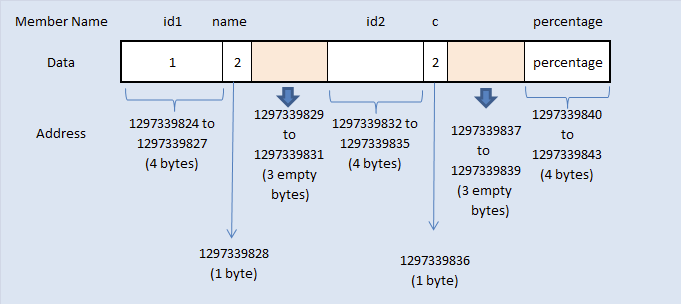 Member Name id1 name id2 c percentage
Data 1 2 2 percentage
Address
1297339824 to
1297339827
(4 bytes)
1297339829
to
1297339831
(3 empty
bytes)
1297339832 to
1297339835
(4 bytes)
1297339837
to
1297339839
(3 empty
bytes)
1297339840
to
1297339843
(4 bytes)
1297339828
(1 byte)
1297339836
(1 byte)